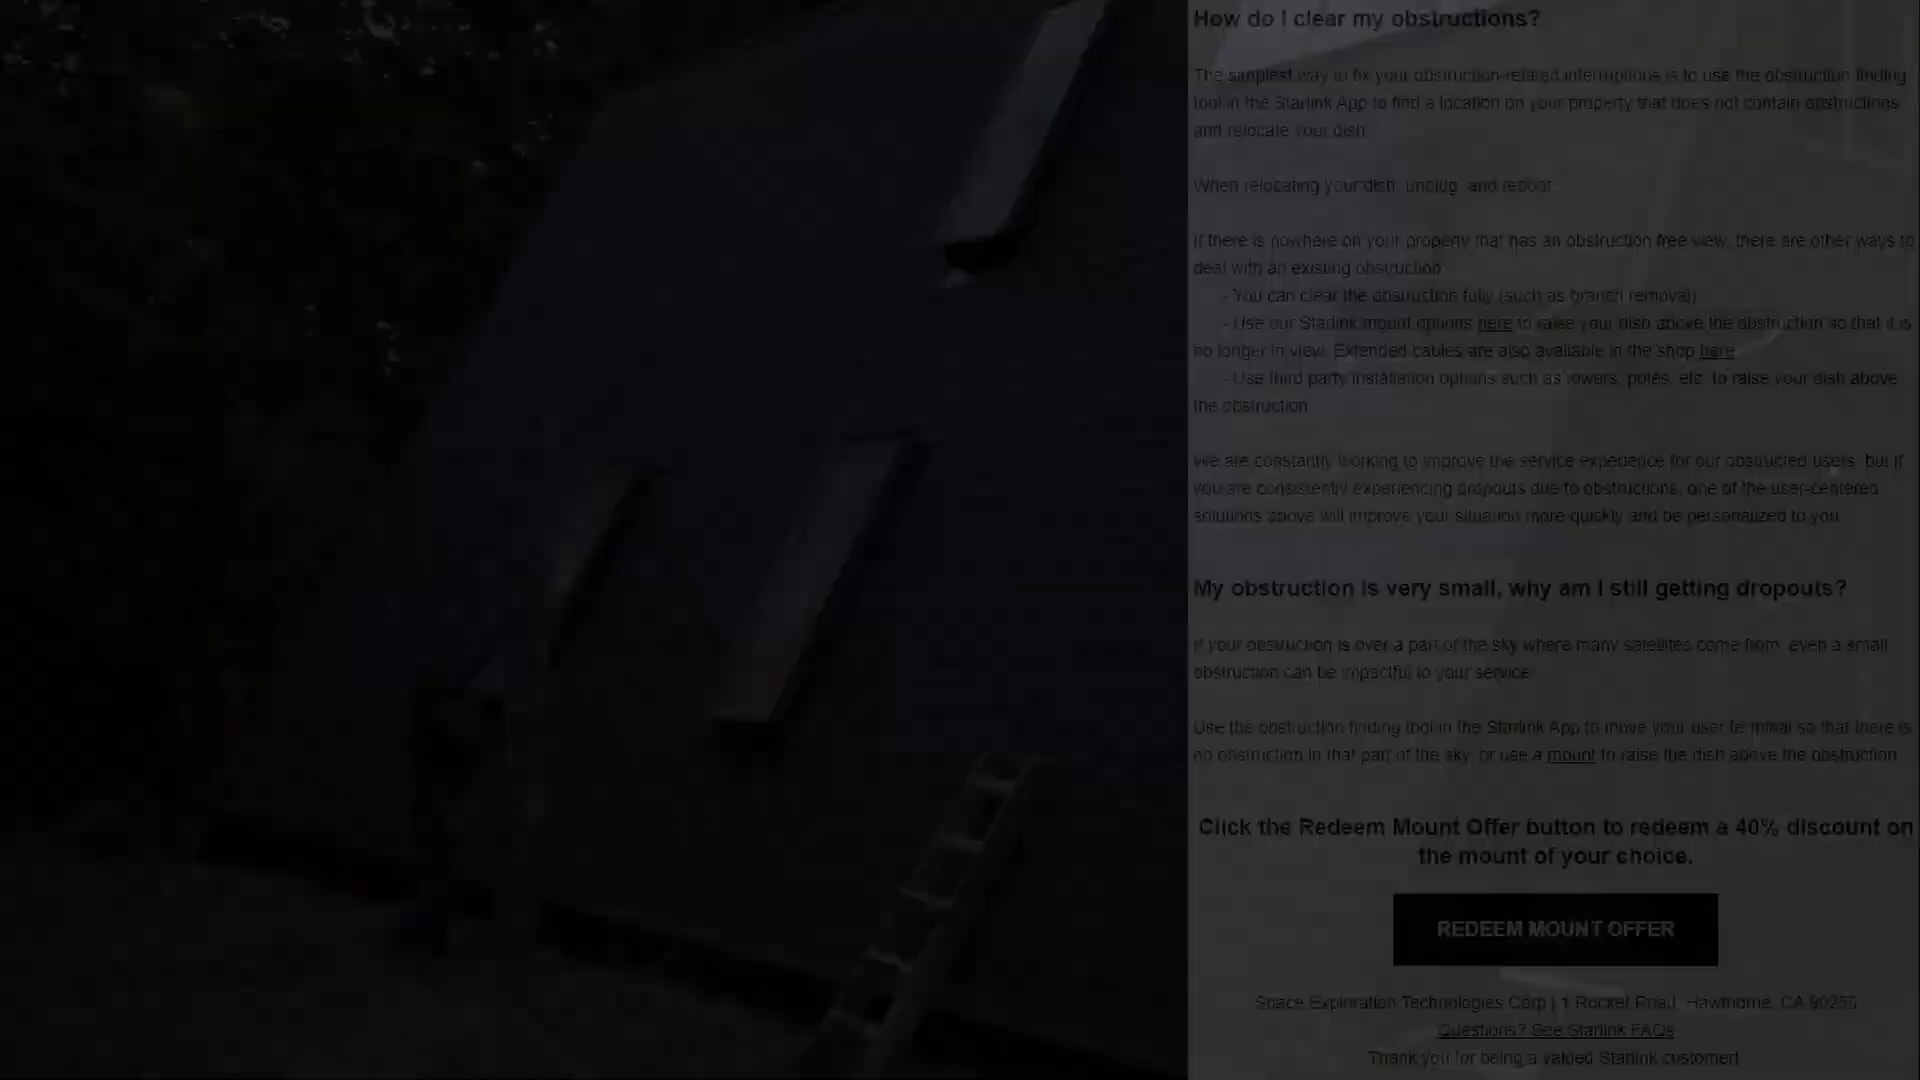 How do I clear my obstructions?
The simplest way to fix your obstruction-related interruptions is to use the obstruction finding
tool in the Starlink App to find a location on your property that does not contain obstructions
and relocate your dish.
When relocating your dish, unplug, and reboot.
If there is nowhere on your property that has an obstruction free view, there are other ways to
deal with an existing obstruction.
- You can clear the obstruction fully (such as branch removal)
- Use our Starlink mount options here to raise your dish above the obstruction so that it is
no longer in view. Extended cables are also available in the shop here
- Use third party installation options such as towers, poles, etc. to raise your dish above
the obstruction.
We are constantly working to improve the service experience for our obstructed users, but if
you are consistently experiencing dropouts due to obstructions, one of the user-centered
solutions above will improve your situation more quickly and be personalized to you.
My obstruction is very small, why am I still getting dropouts?
If your obstruction is over a part of the sky where many satellites come from, even a small
obstruction can be impactful to your service.
Use the obstruction finding tool in the Starlink App to move your user terminal so that there is
no obstruction in that part of the sky, or use a mount to raise the dish above the obstruction.
Click the Redeem Mount Offer button to redeem a 40% discount on
the mount of your choice.
REDEEM MOUNT OFFER
Space Exploration Technologies Corp | 1 Rocket Road, Hawthorne, CA 90250
Questions? See Starlink FAQs
Thank you for being a valued Starlink customer!